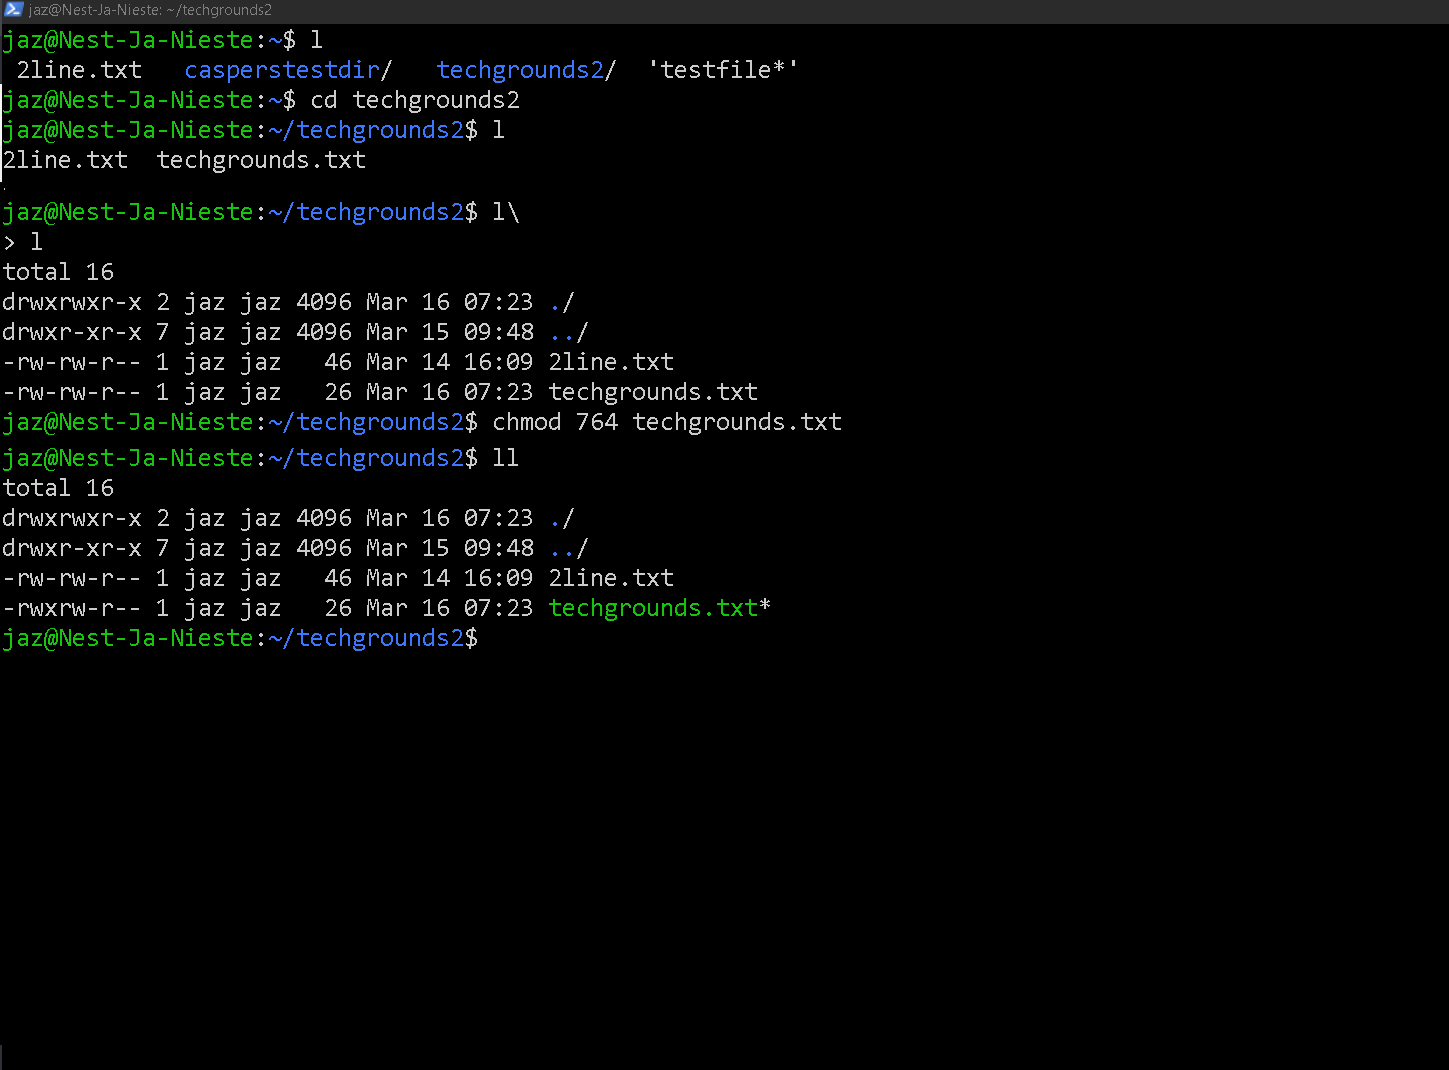 jaz@Nest-Ja-Nieste: ~/techgrounds2
jaz@Nest-Ja-Nieste:~$ l
 2line.txt   casperstestdir/   techgrounds2/  'testfile*'
jaz@Nest-Ja-Nieste:~$ cd techgrounds2
jaz@Nest-Ja-Nieste:~/techgrounds2$ l
2line.txt  techgrounds.txt
jaz@Nest-Ja-Nieste:~/techgrounds2$ l\
> l
total 16
drwxrwxr-x 2 jaz jaz 4096 Mar 16 07:23 ./
drwxr-xr-x 7 jaz jaz 4096 Mar 15 09:48 ../
-rw-rw-r-- 1 jaz jaz   46 Mar 14 16:09 2line.txt
-rw-rw-r-- 1 jaz jaz   26 Mar 16 07:23 techgrounds.txt
jaz@Nest-Ja-Nieste:~/techgrounds2$ chmod 764 techgrounds.txt
jaz@Nest-Ja-Nieste:~/techgrounds2$ ll
total 16
drwxrwxr-x 2 jaz jaz 4096 Mar 16 07:23 ./
drwxr-xr-x 7 jaz jaz 4096 Mar 15 09:48 ../
-rw-rw-r-- 1 jaz jaz   46 Mar 14 16:09 2line.txt
-rwxrw-r-- 1 jaz jaz   26 Mar 16 07:23 techgrounds.txt*
jaz@Nest-Ja-Nieste:~/techgrounds2$